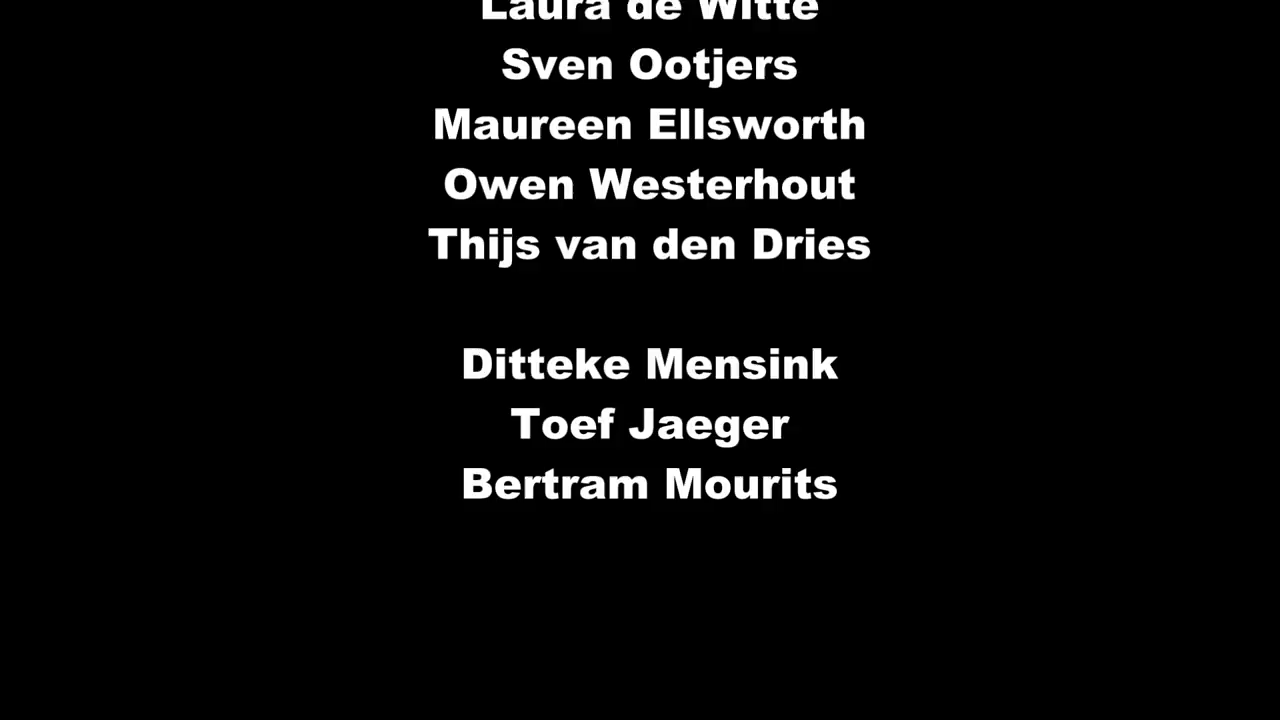 Laura de Witte
Sven Ootjers
Maureen Ellsworth
Owen Westerhout
Thijs van den Dries
Ditteke Mensink
Toef Jaeger
Bertram Mourits